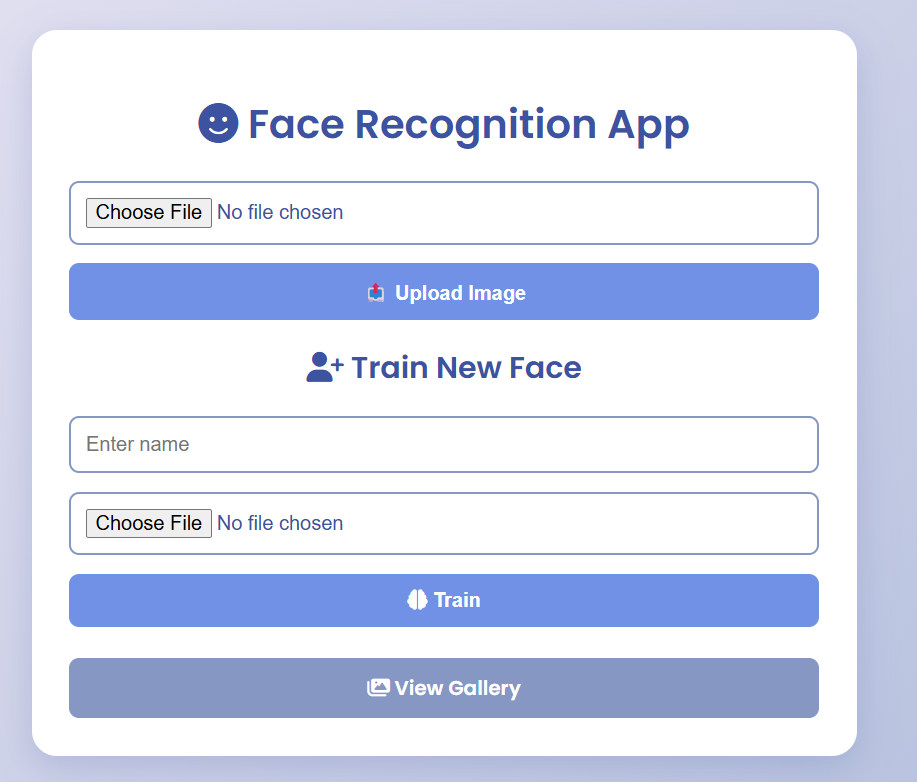 Face Recognition App
Choose File No file chosen
Upload Image
Train New Face
Enter name
Choose File No file chosen
Train
View Gallery